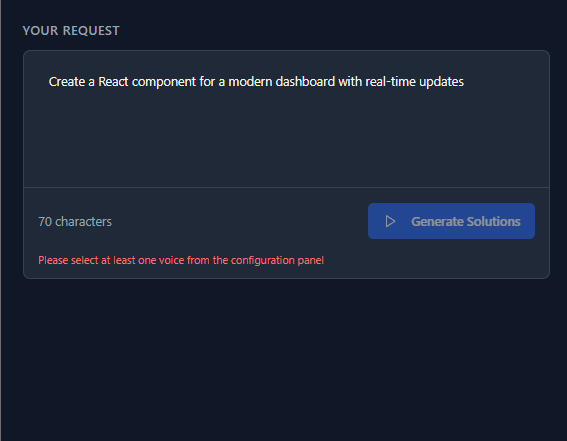 YOUR REQUEST
Create a React component for a modern dashboard with real-time updates
70 characters
Generate Solutions
Please select at least one voice from the configuration panel